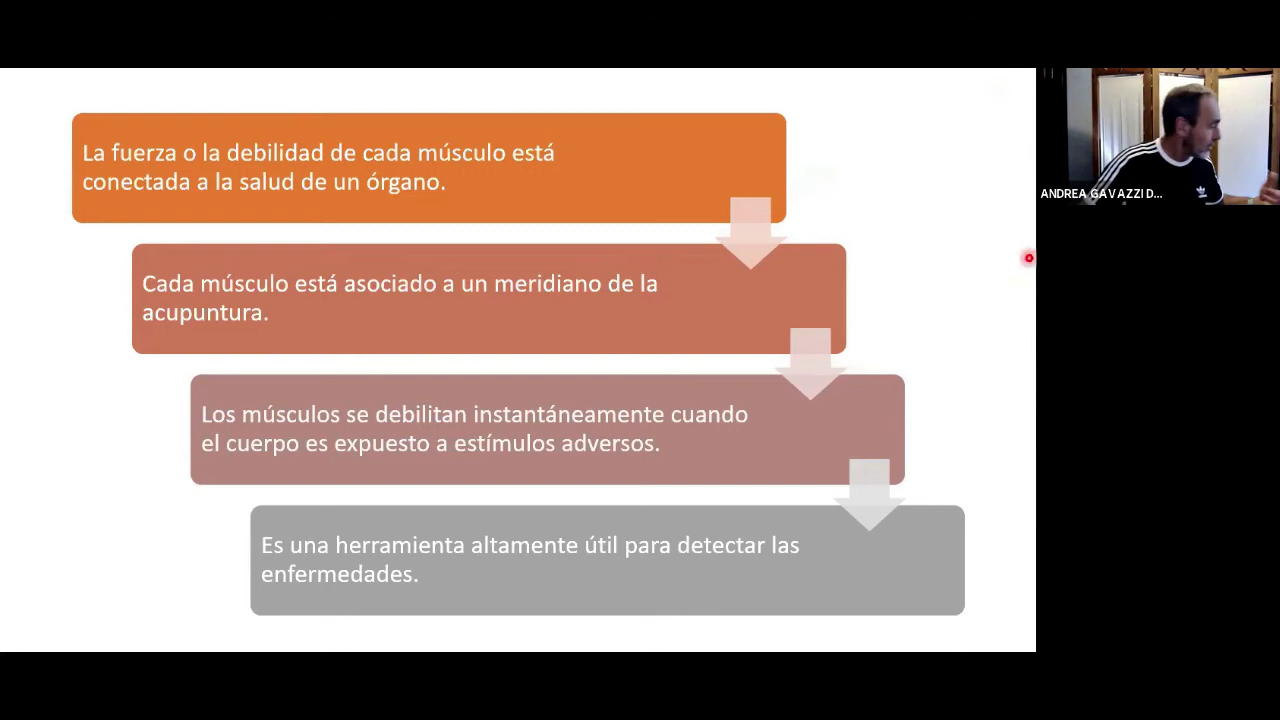 La fuerza o la debilidad de cada músculo está
conectada a la salud de un órgano.
Cada músculo está asociado a un meridiano de la
acupuntura.
Los músculos se debilitan instantáneamente cuando
el cuerpo es expuesto a estímulos adversos.
Es una herramienta altamente útil para detectar las
enfermedades.
ANDREA GAVAZZI D...